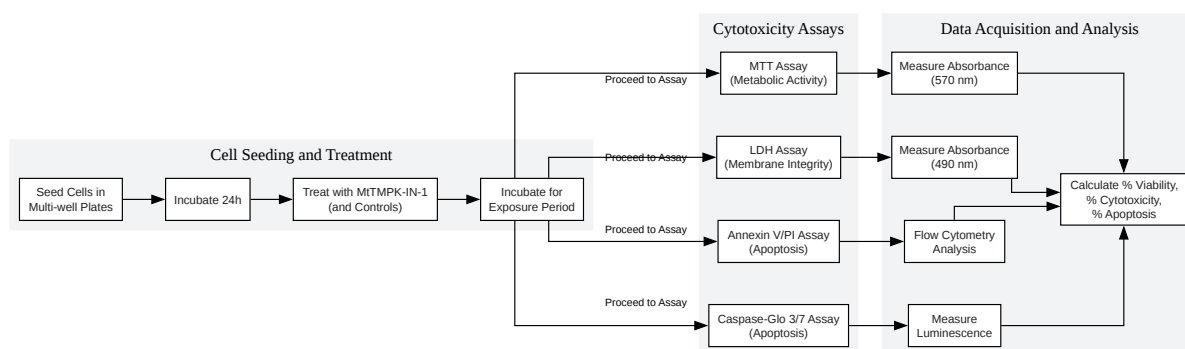 Cytotoxicity Assays
Data Acquisition and Analysis
MTT Assay
(Metabolic Activity)
Measure Absorbance
(570 nm)
Proceed to Assay
Cell Seeding and Treatment
LDH Assay
(Membrane Integrity)
Measure Absorbance
(490 nm)
Proceed to Assay
Seed Cells in
Multi-well Plates
Incubate 24h
Treat with MtTMPK-IN-1
(and Controls)
Incubate for
Exposure Period
Calculate % Viability,
% Cytotoxicity,
% Apoptosis
Proceed to Assay
Annexin V/PI Assay
(Apoptosis)
Flow Cytometry
Analysis
Proceed to Assay
Caspase-Glo 3/7 Assay
(Apoptosis)
Measure
Luminescence